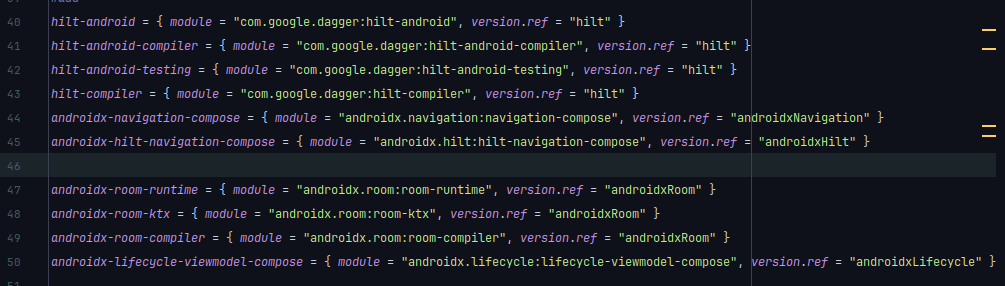 #add
40 hilt-android = { module = "com.google.dagger:hilt-android", version.ref = "hilt" }
41 hilt-android-compiler = { module = "com.google.dagger:hilt-android-compiler", version.ref = "hilt" }
42 hilt-android-testing = { module = "com.google.dagger:hilt-android-testing", version.ref = "hilt" }
43 hilt-compiler = { module = "com.google.dagger:hilt-compiler", version.ref = "hilt" }
44 androidx-navigation-compose = { module = "androidx.navigation:navigation-compose", version.ref = "androidxNavigation" }
45 androidx-hilt-navigation-compose = { module = "androidx.hilt:hilt-navigation-compose", version.ref = "androidxHilt" }
46
47 androidx-room-runtime = { module = "androidx.room:room-runtime", version.ref = "androidxRoom" }
48 androidx-room-ktx = { module = "androidx.room:room-ktx", version.ref = "androidxRoom" }
49 androidx-room-compiler = { module = "androidx.room:room-compiler", version.ref = "androidxRoom" }
50 androidx-lifecycle-viewmodel-compose = { module = "androidx.lifecycle:lifecycle-viewmodel-compose", version.ref = "androidxLifecycle" }